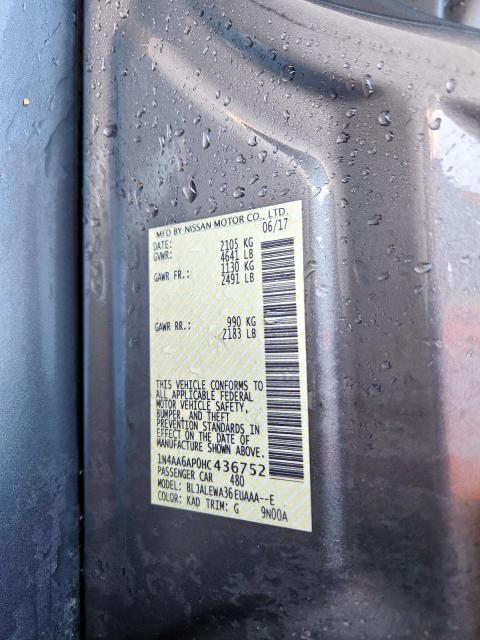 MFD BY NISSAN MOTOR CO., LTD.
DATE: 06/17
GVWR: 2105 KG
4641 LB
GAWR FR.: 1130 KG
2491 LB
GAWR RR.: 990 KG
2183 LB
THIS VEHICLE CONFORMS TO
ALL APPLICABLE FEDERAL
MOTOR VEHICLE SAFETY,
BUMPER, AND THEFT
PREVENTION STANDARDS IN
EFFECT ON THE DATE OF
MANUFACTURE SHOWN ABOVE.
1N4AA6AP0HC436752
PASSENGER CAR 480
MODEL: BLJALEWA36EUAAA--E
COLOR: KAD TRIM: G 9N00A